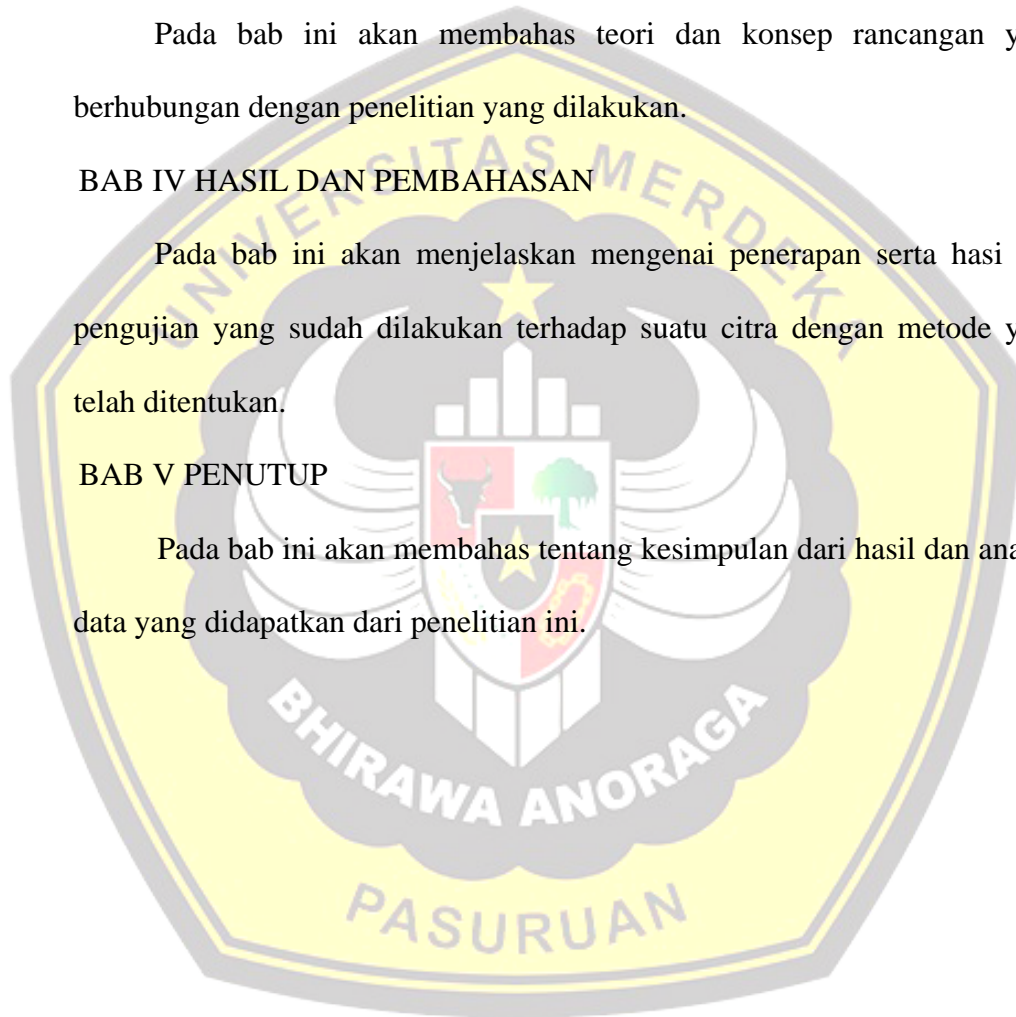 Pada bab ini akan membahas teori dan konsep rancangan y
berhubungan dengan penelitian yang dilakukan.
BAB IV HASIL DAN PEMBAHASAN
Pada bab ini akan menjelaskan mengenai penerapan serta hasi
pengujian yang sudah dilakukan terhadap suatu citra dengan metode y
telah ditentukan.
BAB V PENUTUP
Pada bab ini akan membahas tentang kesimpulan dari hasil dan ana
data yang didapatkan dari penelitian ini.
UNIVERSITAS MERDEKA
BHIRAWA ANORAGA
PASURUAN